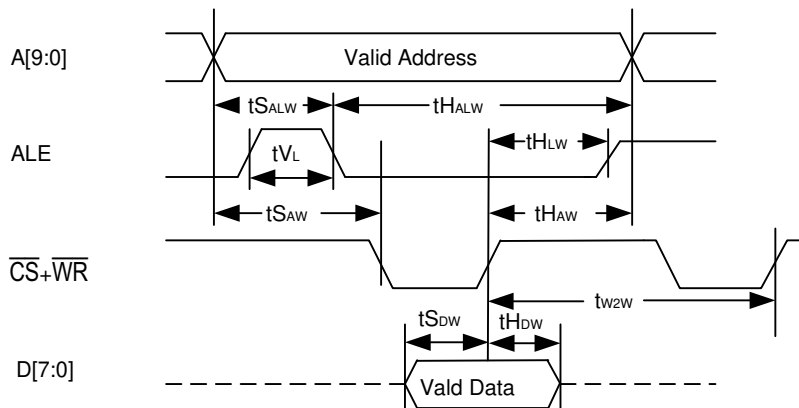 A[9:0]
Valid Address
tSALW
tHALW
ALE
tVL
tHLW
tSAW
tHAW
CS+WR
tW2W
tSDW
tHDW
D[7:0]
Vald Data